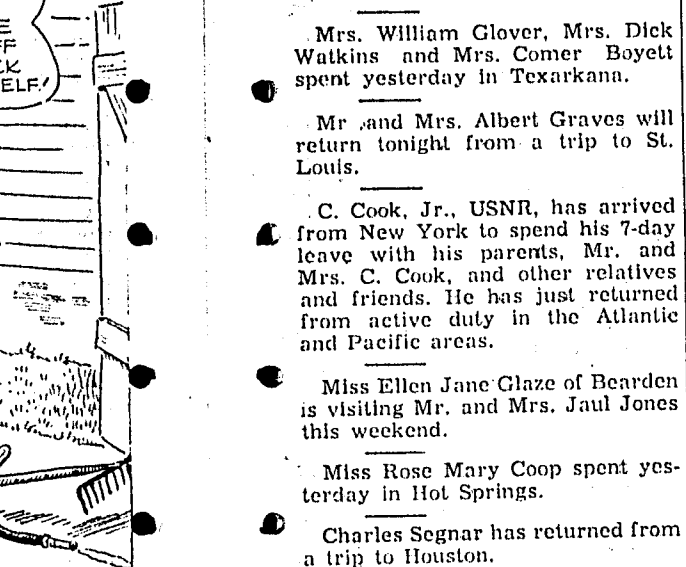 E
FF
CK
ELF!
Mrs. William Glover, Mrs. Dick
Watkins and Mrs. Comer Boyett
spent yesterday in Texarkana.
Mr .and Mrs. Albert Graves will
return tonight from a trip to St.
Louis.
C. Cook, Jr., USNR, has arrived
from New York to spend his 7-day
leave with his parents, Mr. and
Mrs. C. Cook, and other relatives
and friends. He has just returned
from active duty in the Atlantic
and Pacific areas.
Miss Ellen Jane Glaze of Bearden
is visiting Mr. and Mrs. Jaul Jones
this weekend.
Miss Rose Mary Coop spent yes-
terday in Hot Springs.
Charles Segnar has returned from
a trip to Houston.